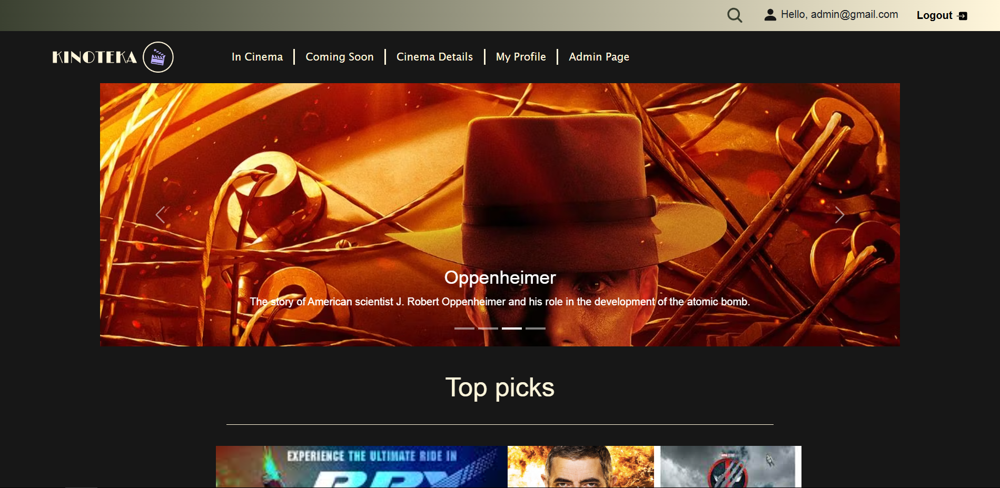 Hello, admin@gmail.com
Logout
KINOTEKA
In Cinema
Coming Soon
Cinema Details
My Profile
Admin Page
Oppenheimer
The story of American scientist J. Robert Oppenheimer and his role in the development of the atomic bomb.
Top picks
EXPERIENCE THE ULTIMATE RIDE IN